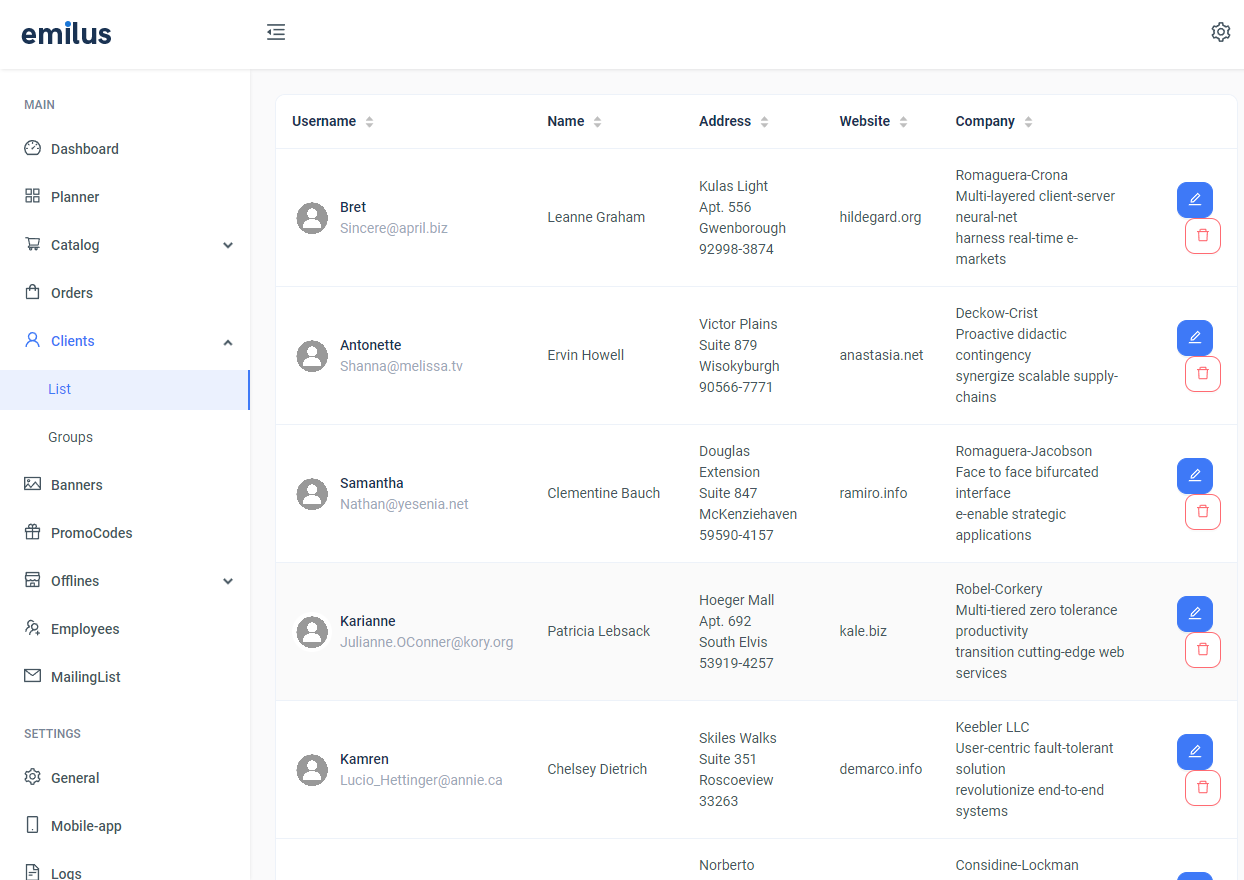 emilus
MAIN
Dashboard
Planner
Catalog
Orders
Clients
List
Groups
Banners
PromoCodes
Offlines
Employees
MailingList
SETTINGS
General
Mobile-app
Logs
Username Name Address Website Company
Bret
Sincere@april.biz
Leanne Graham
Kulas Light
Apt. 556
Gwenborough
92998-3874
hildegard.org
Romaguera-Crona
Multi-layered client-server
neural-net
harness real-time e-
markets
Antonette
Shanna@melissa.tv
Ervin Howell
Victor Plains
Suite 879
Wisokyburgh
90566-7771
anastasia.net
Deckow-Crist
Proactive didactic
contingency
synergize scalable supply-
chains
Samantha
Nathan@yesenia.net
Clementine Bauch
Douglas
Extension
Suite 847
McKenziehaven
59590-4157
ramiro.info
Romaguera-Jacobson
Face to face bifurcated
interface
e-enable strategic
applications
Karianne
Julianne.OConner@kory.org
Patricia Lebsack
Hoeger Mall
Apt. 692
South Elvis
53919-4257
kale.biz
Robel-Corkery
Multi-tiered zero tolerance
productivity
transition cutting-edge web
services
Kamren
Lucio_Hettinger@annie.ca
Chelsey Dietrich
Skiles Walks
Suite 351
Roscoeview
33263
demarco.info
Keebler LLC
User-centric fault-tolerant
solution
revolutionize end-to-end
systems
Norberto
Considine-Lockman